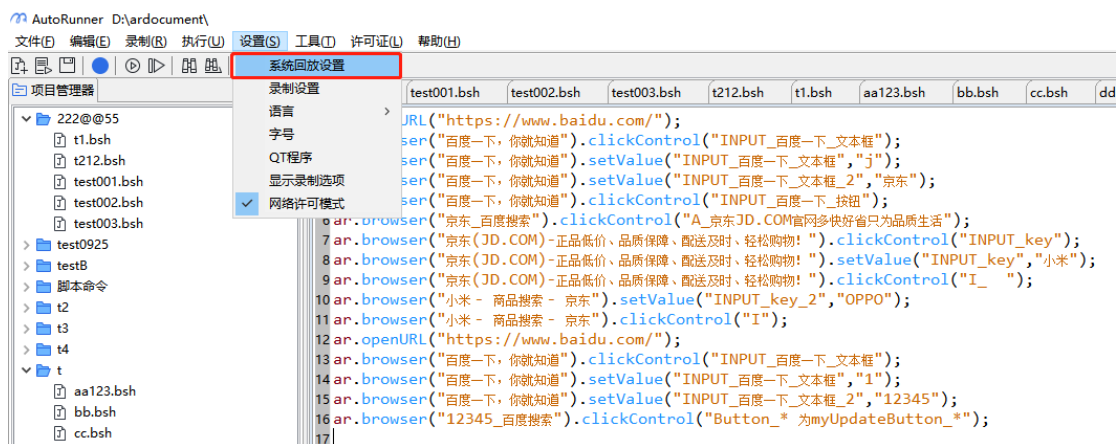 AutoRunner D:\ardocument\
文件(F) 编辑(E) 录制(R) 执行(U) 设置(S) 工具(T) 许可证(L) 帮助(H)
系统回放设置
录制设置
语言
字号
QT程序
显示录制选项
网络许可模式
项目管理器
222@@55
t1.bsh
t212.bsh
test001.bsh
test002.bsh
test003.bsh
test0925
testB
脚本命令
t2
t3
t4
t
aa123.bsh
bb.bsh
cc.bsh
test001.bsh test002.bsh test003.bsh t212.bsh t1.bsh aa123.bsh bb.bsh cc.bsh dd
URL("https://www.baidu.com/");
ser("百度一下，你就知道").clickControl("INPUT_百度一下_文本框");
ser("百度一下，你就知道").setValue("INPUT_百度一下_文本框","j");
ser("百度一下，你就知道").setValue("INPUT_百度一下_文本框_2","京东");
ser("百度一下，你就知道").clickControl("INPUT_百度一下_按钮");
6 ar.browser("京东_百度搜索").clickControl("A_京东JD.COM官网多快好省只为品质生活");
7 ar.browser("京东(JD.COM)-正品低价、品质保障、配送及时、轻松购物！").clickControl("INPUT_key");
8 ar.browser("京东(JD.COM)-正品低价、品质保障、配送及时、轻松购物！").setValue("INPUT_key","小米");
9 ar.browser("京东(JD.COM)-正品低价、品质保障、配送及时、轻松购物！").clickControl("I_  ");
10 ar.browser("小米 - 商品搜索 - 京东").setValue("INPUT_key_2","OPPO");
11 ar.browser("小米 - 商品搜索 - 京东").clickControl("I");
12 ar.openURL("https://www.baidu.com/");
13 ar.browser("百度一下，你就知道").clickControl("INPUT_百度一下_文本框");
14 ar.browser("百度一下，你就知道").setValue("INPUT_百度一下_文本框","1");
15 ar.browser("百度一下，你就知道").setValue("INPUT_百度一下_文本框_2","12345");
16 ar.browser("12345_百度搜索").clickControl("Button_* 为myUpdateButton_*");
17